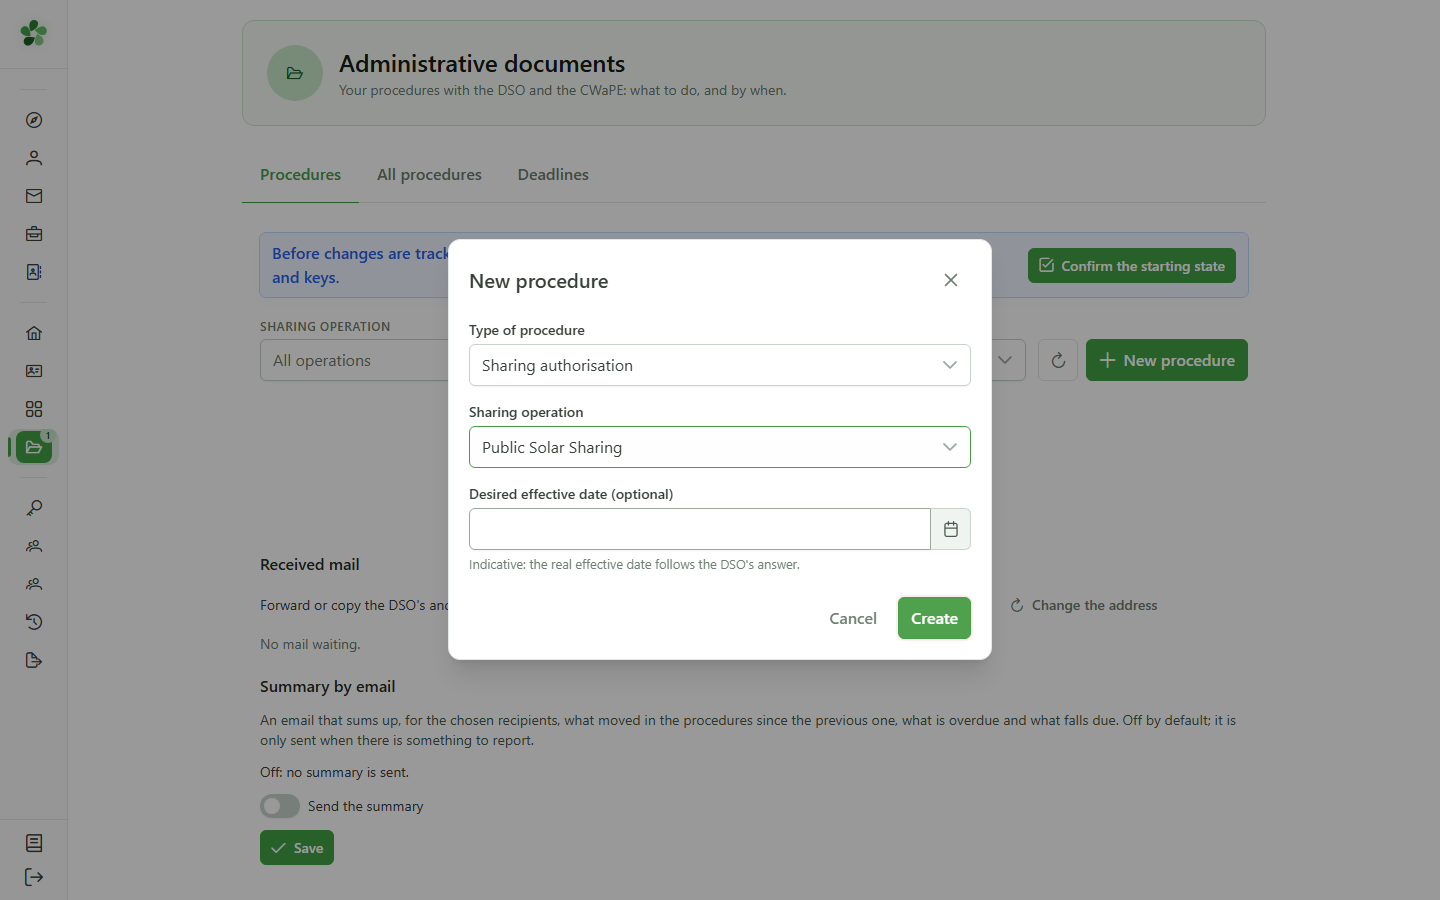 Administrative documents
Your procedures with the DSO and the CWaPE: what to do, and by when.
Procedures
All procedures
Deadlines
Before changes are track
and keys.
Confirm the starting state
SHARING OPERATION
All operations
New procedure
1
New procedure
Type of procedure
Sharing authorisation
Sharing operation
Public Solar Sharing
Desired effective date (optional)
Indicative: the real effective date follows the DSO's answer.
Cancel
Create
Received mail
Forward or copy the DSO's and
Change the address
No mail waiting.
Summary by email
An email that sums up, for the chosen recipients, what moved in the procedures since the previous one, what is overdue and what falls due. Off by default; it is
only sent when there is something to report.
Off: no summary is sent.
Send the summary
Save